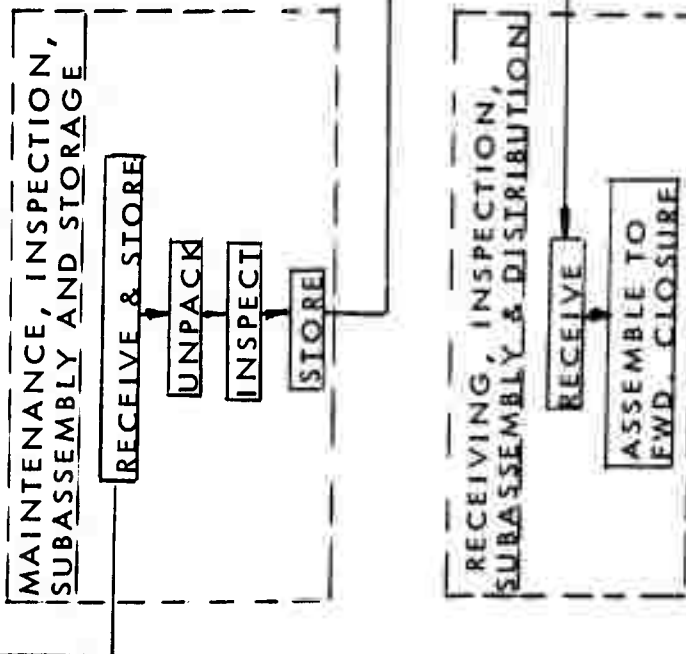 MAINTENANCE, INSPECTION,
SUBASSEMBLY AND STORAGE
RECEIVE & STORE
UNPACK
INSPECT
STORE
RECEIVING, INSPECTION,
SUBASSEMBLY & DISTRIBUTION
RECEIVE
ASSEMBLE TO
FWD. CLOSURE